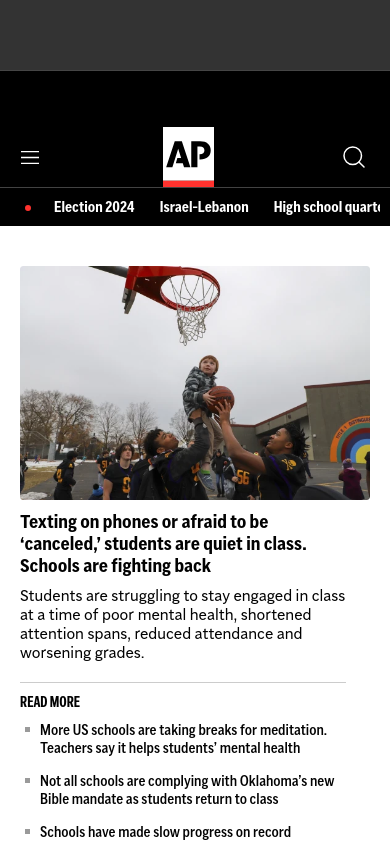 AP
Election 2024 Israel-Lebanon High school quarte
56
Texting on phones or afraid to be
‘canceled,’ students are quiet in class.
Schools are fighting back
Students are struggling to stay engaged in class
at a time of poor mental health, shortened
attention spans, reduced attendance and
worsening grades.
READ MORE
More US schools are taking breaks for meditation.
Teachers say it helps students’ mental health
Not all schools are complying with Oklahoma’s new
Bible mandate as students return to class
Schools have made slow progress on record